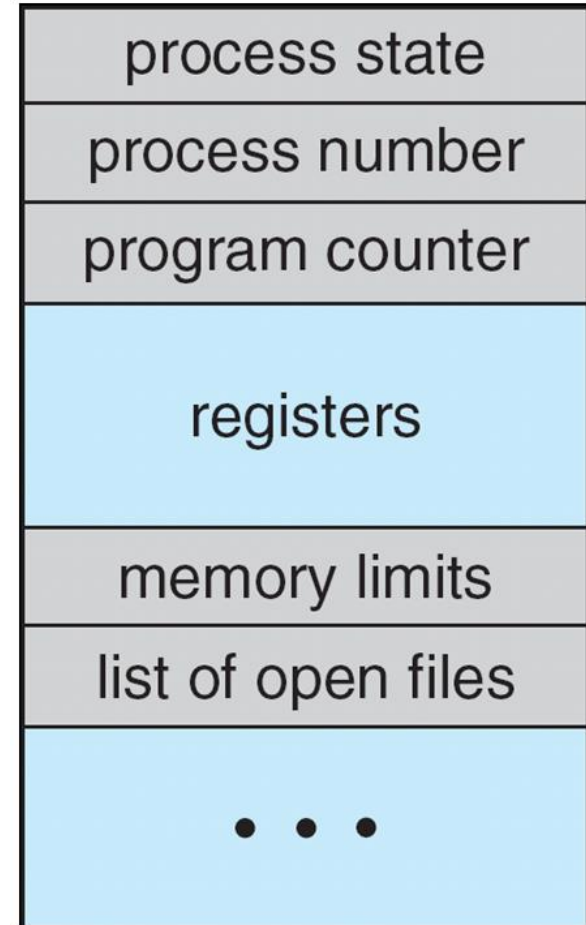 process state
process number
program counter
registers
memory limits
list of open files
• • •